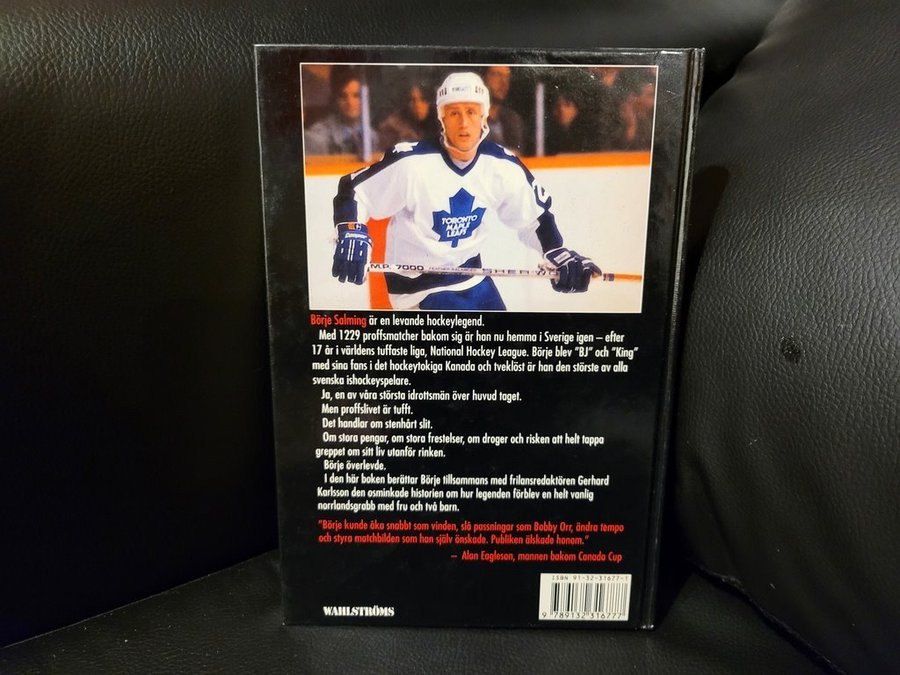 TORONTO
MAPLE
LEAFS
M.P. 7000 FEATHER-BALANCED SHERWOOD
Börje Salming är en levande hockeylegend.
Med 1229 proffsmatcher bakom sig är han nu hemma i Sverige igen – efter
17 år i världens tuffaste liga, National Hockey League. Börje blev "BJ" och "King"
med sina fans i det hockeytokiga Kanada och tveklöst är han den störste av alla
svenska ishockeyspelare.
Ja, en av våra största idrottsmän över huvud taget.
Men proffslivet är tufft.
Det handlar om stenhårt slit.
Om stora pengar, om stora frestelser, om droger och risken att helt tappa
greppet om sitt liv utanför rinken.
Börje överlevde.
I den här boken berättar Börje tillsammans med frilansredaktören Gerhard
Karlsson den osminkade historien om hur legenden förblev en helt vanlig
norrlandsgrabb med fru och två barn.
"Börje kunde åka snabbt som vinden, slå passningar som Bobby Orr, ändra tempo
och styra matchbilden som han själv önskade. Publiken älskade honom."
– Alan Eagleson, mannen bakom Canada Cup
ISBN 91-32-31677-1
9 789132 316777
WAHLSTRÖMS